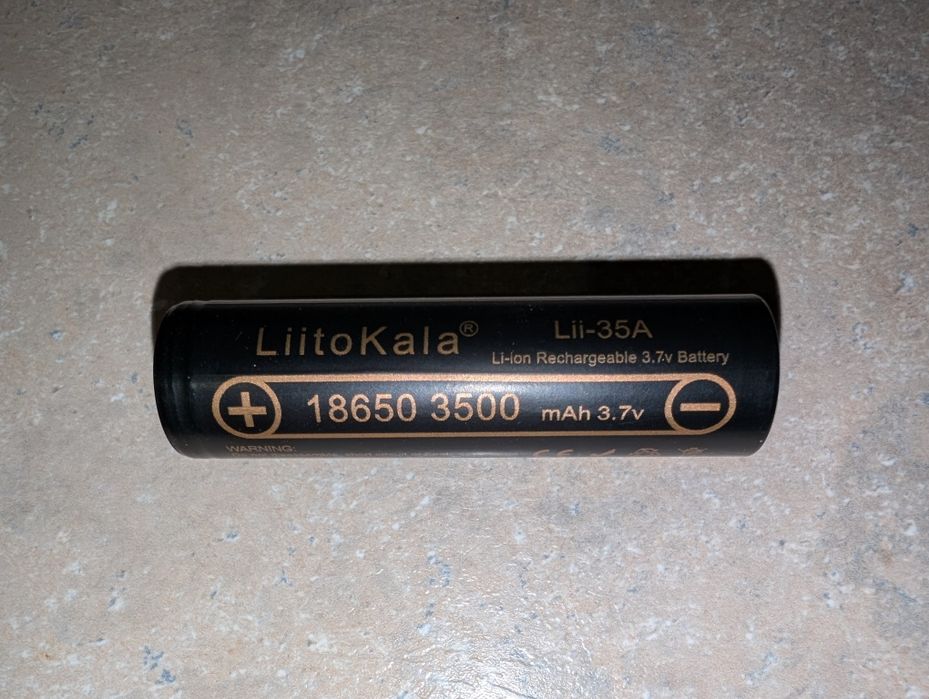 LiitoKala®
Lii-35A
Li-ion Rechargeable 3.7v Battery
+ 18650 3500 mAh 3.7v −
WARNING: